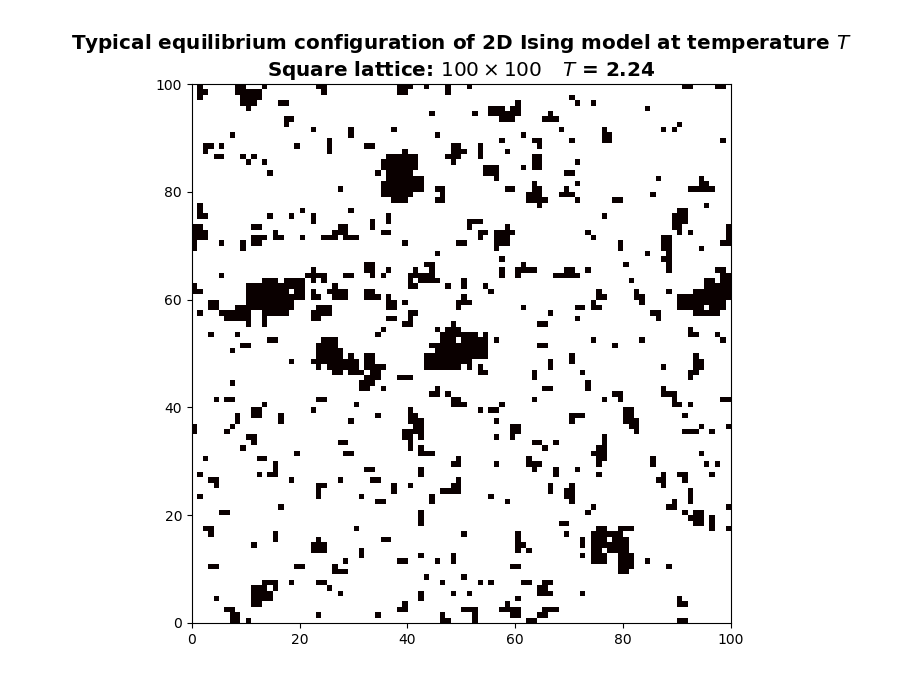 Typical equilibrium configuration of 2D Ising model at temperature T
Square lattice: 100 × 100 T = 2.24
100
80
60
40
20
0
0 20 40 60 80 100